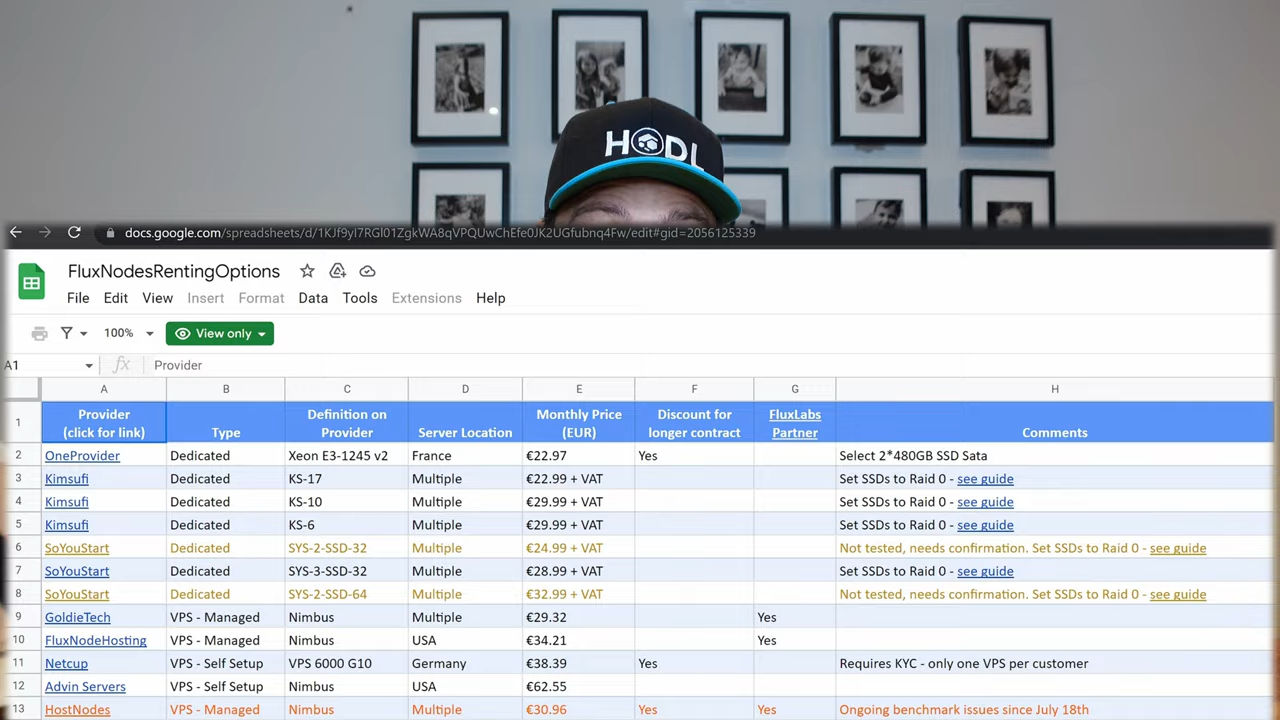 HODL
docs.google.com/spreadsheets/d/1KJf9yI7RGl01ZgkWA8qVPQUwChEfe0JK2UGfubnq4Fw/edit#gid=2056125339
FluxNodesRentingOptions
File Edit View Insert Format Data Tools Extensions Help
100% View only
A1 fx Provider
A B C D E F G H
1 Provider (click for link) Type Definition on Provider Server Location Monthly Price (EUR) Discount for longer contract FluxLabs Partner Comments
2 OneProvider Dedicated Xeon E3-1245 v2 France €22.97 Yes Select 2*480GB SSD Sata
3 Kimsufi Dedicated KS-17 Multiple €22.99 + VAT Set SSDs to Raid 0 - see guide
4 Kimsufi Dedicated KS-10 Multiple €29.99 + VAT Set SSDs to Raid 0 - see guide
5 Kimsufi Dedicated KS-6 Multiple €29.99 + VAT Set SSDs to Raid 0 - see guide
6 SoYouStart Dedicated SYS-2-SSD-32 Multiple €24.99 + VAT Not tested, needs confirmation. Set SSDs to Raid 0 - see guide
7 SoYouStart Dedicated SYS-3-SSD-32 Multiple €28.99 + VAT Set SSDs to Raid 0 - see guide
8 SoYouStart Dedicated SYS-2-SSD-64 Multiple €32.99 + VAT Not tested, needs confirmation. Set SSDs to Raid 0 - see guide
9 GoldieTech VPS - Managed Nimbus Multiple €29.32 Yes
10 FluxNodeHosting VPS - Managed Nimbus USA €34.21 Yes
11 Netcup VPS - Self Setup VPS 6000 G10 Germany €38.39 Yes Requires KYC - only one VPS per customer
12 Advin Servers VPS - Self Setup Nimbus USA €62.55
13 HostNodes VPS - Managed Nimbus Multiple €30.96 Yes Yes Ongoing benchmark issues since July 18th